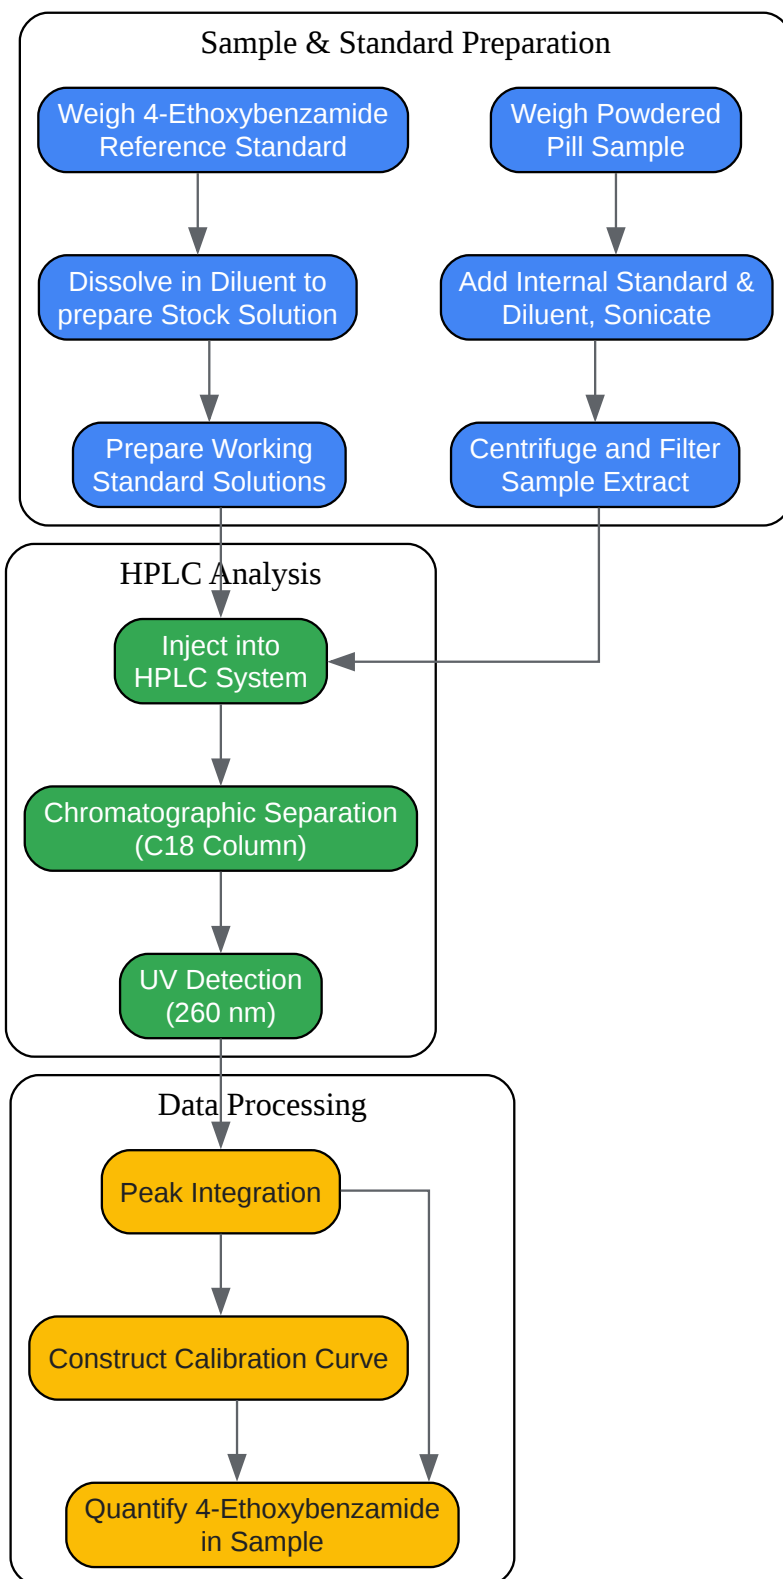 Sample & Standard Preparation
Weigh 4-Ethoxybenzamide
Reference Standard
Weigh Powdered
Pill Sample
Dissolve in Diluent to
prepare Stock Solution
Add Internal Standard &
Diluent, Sonicate
Prepare Working
Standard Solutions
Centrifuge and Filter
Sample Extract
HPLC Analysis
Inject into
HPLC System
Chromatographic Separation
(C18 Column)
UV Detection
(260 nm)
Data Processing
Peak Integration
Construct Calibration Curve
Quantify 4-Ethoxybenzamide
in Sample